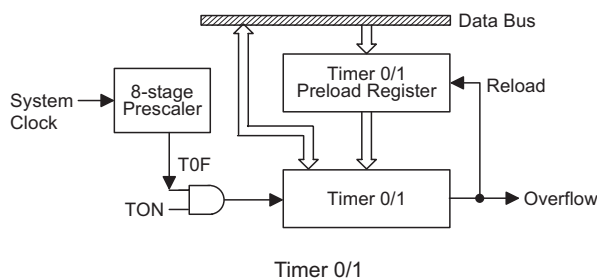 Data Bus
8-stage
Prescaler
System
Clock
Timer 0/1
Preload Register
Reload
T0F
TON
Timer 0/1
Overflow
Timer 0/1